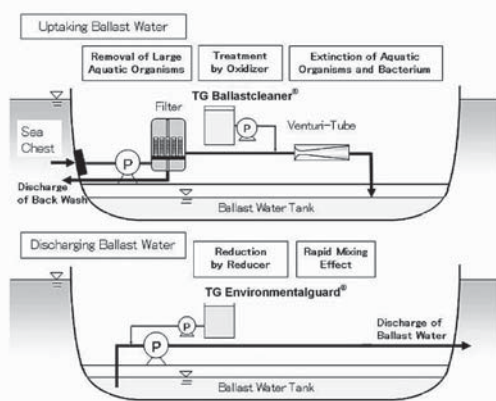 Uptaking Ballast Water
Removal of Large
Aquatic Organisms
Treatment
by Oxidizer
Extinction of Aquatic
Organisms and Bacterium
TG Ballastcleaner®
Filter
P
Venturi-Tube
Sea
Chest
P
Discharge
of Back Wash
Ballast Water Tank
Discharging Ballast Water
Reduction
by Reducer
Rapid Mixing
Effect
TG Environmentalguard®
P
P
Discharge of
Ballast Water
Ballast Water Tank